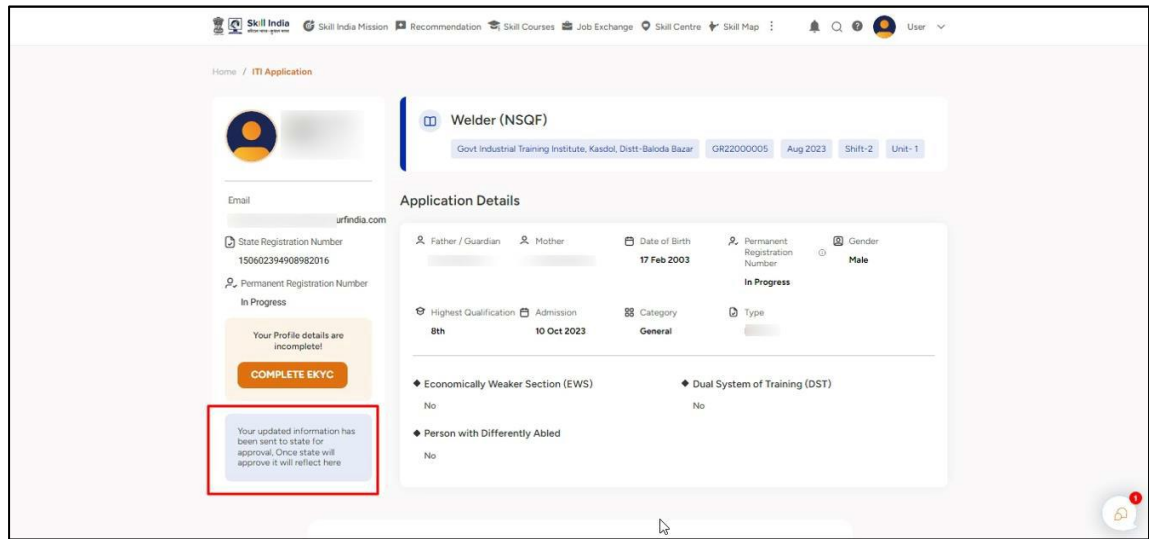 Skill India Skill India Mission Recommendation Skill Courses Job Exchange Skill Centre Skill Map User
Home / ITI Application
Welder (NSQF)
Govt Industrial Training Institute, Kasdol, Distt-Baloda Bazar GR22000005 Aug 2023 Shift-2 Unit- 1
Email
urfindia.com
State Registration Number
150602394908982016
Permanent Registration Number
In Progress
Your Profile details are
incomplete!
COMPLETE EKYC
Your updated information has
been sent to state for
approval, Once state will
approve it will reflect here
Application Details
Father / Guardian Mother Date of Birth Permanent Registration Number Gender
17 Feb 2003 In Progress Male
Highest Qualification Admission Category Type
8th 10 Oct 2023 General
Economically Weaker Section (EWS) Dual System of Training (DST)
No No
Person with Differently Abled
No
1